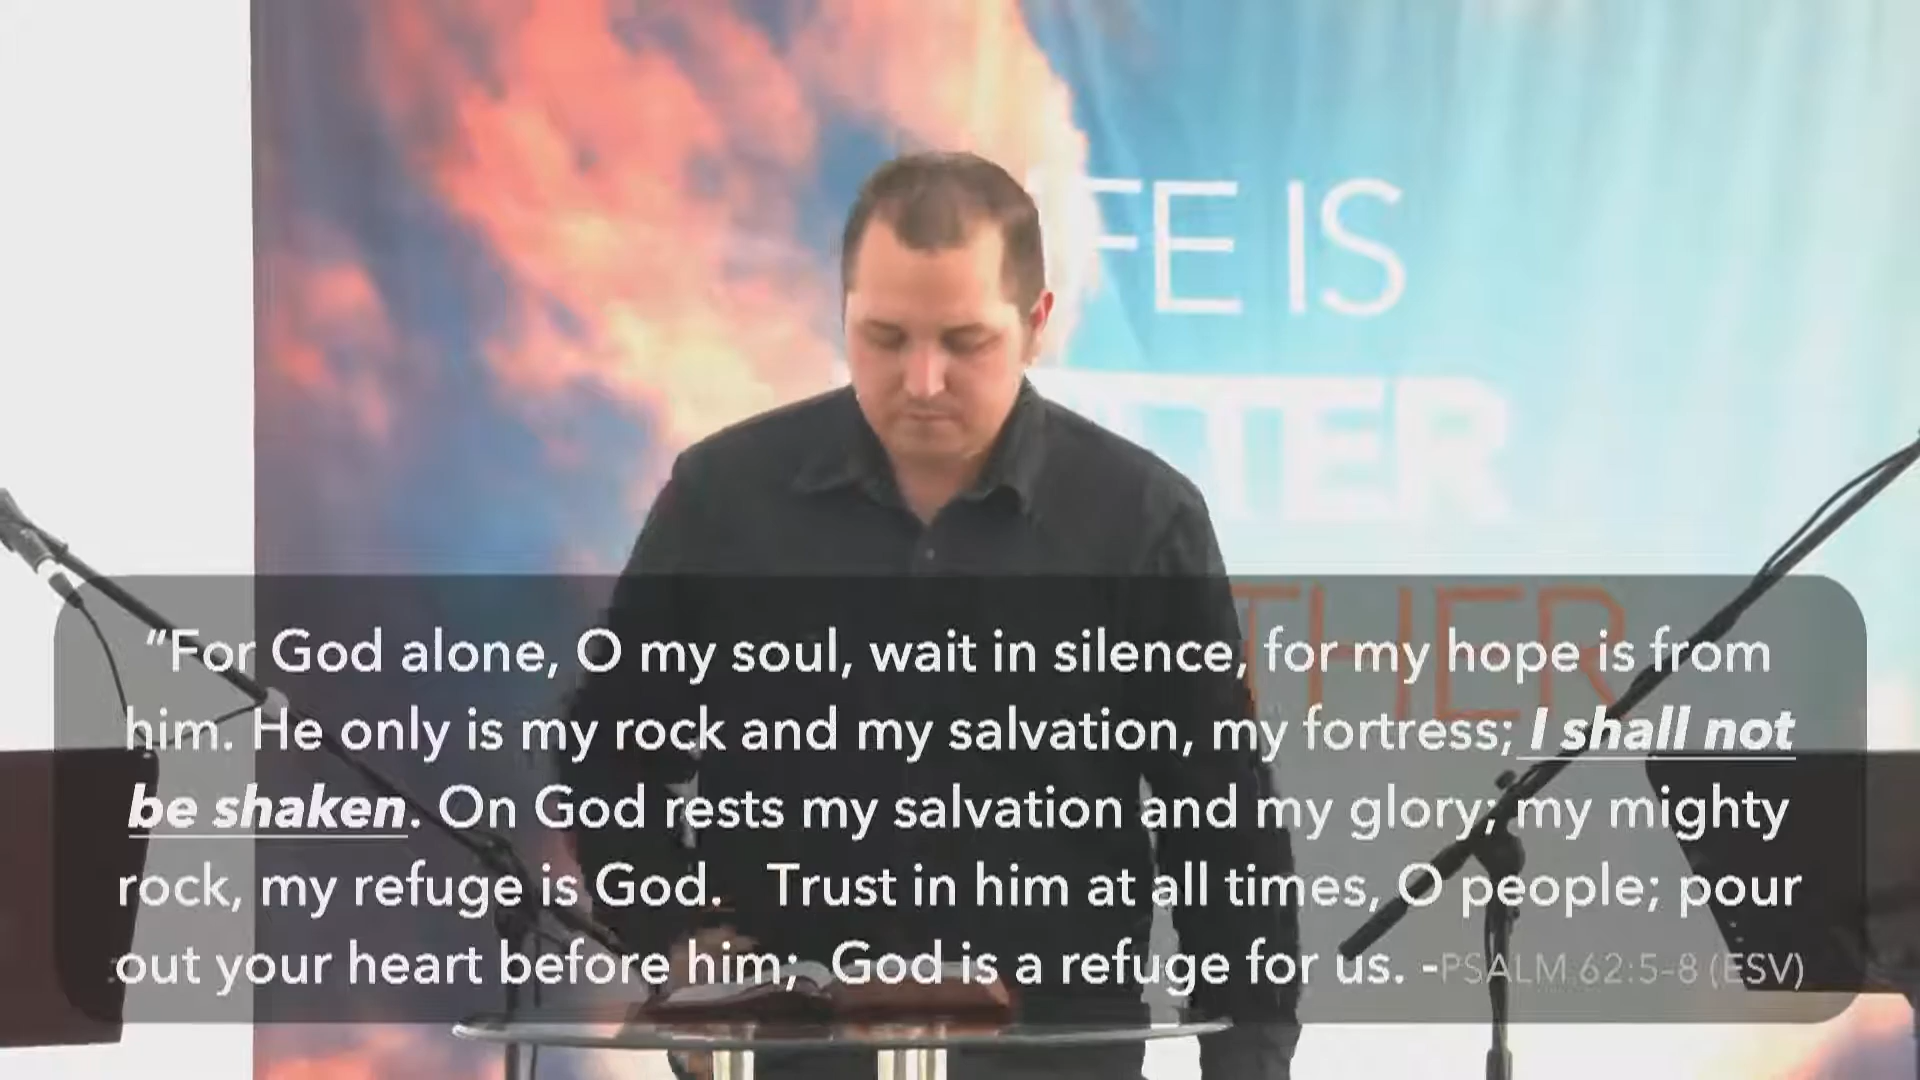 FE IS
TTER
THER
“For God alone, O my soul, wait in silence, for my hope is from
him. He only is my rock and my salvation, my fortress; I shall not
be shaken. On God rests my salvation and my glory; my mighty
rock, my refuge is God. Trust in him at all times, O people; pour
out your heart before him; God is a refuge for us. -PSALM 62:5-8 (ESV)